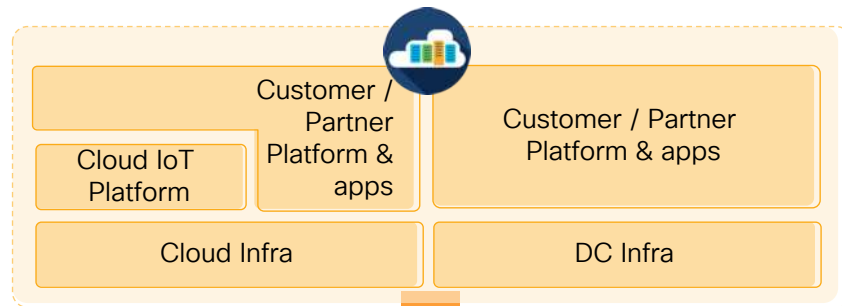 Customer /
Partner
Platform &
apps
Customer / Partner
Platform & apps
Cloud IoT
Platform
Cloud Infra
DC Infra